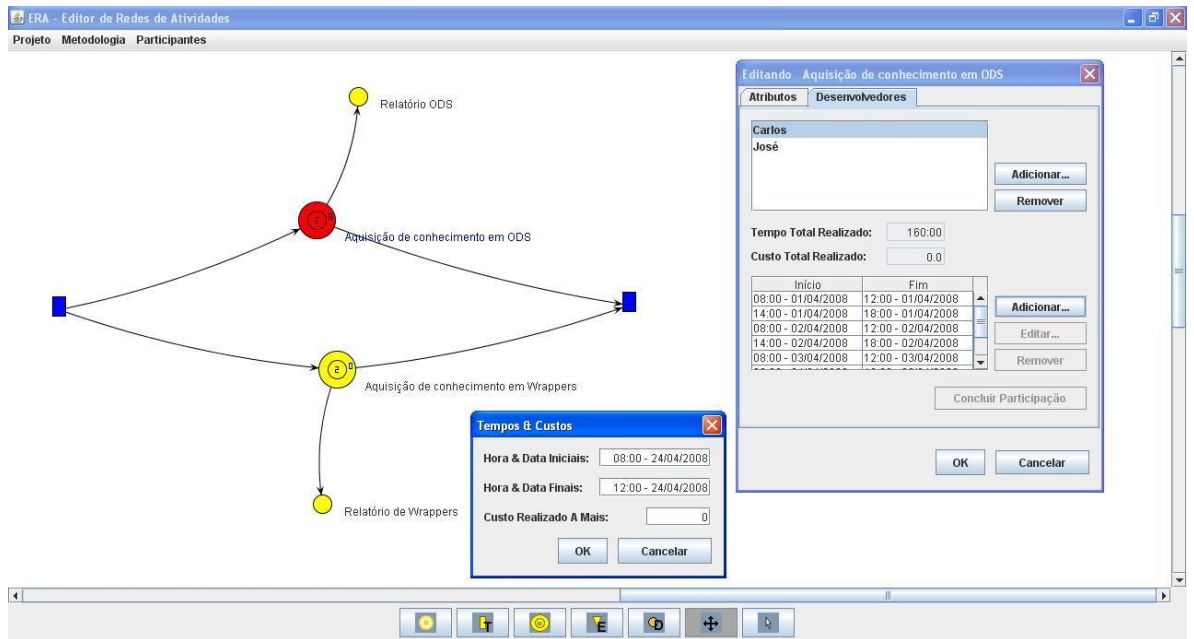 ERA - Editor de Redes de Atividades
Projeto Metodologia Participantes
Relatório ODS
2 0
Aquisição de conhecimento em ODS
2 0
Aquisição de conhecimento em Wrappers
Relatório de Wrappers
Editando Aquisição de conhecimento em ODS
Atributos Desenvolvedores
Carlos
José
Adicionar...
Remover
Tempo Total Realizado: 160:00
Custo Total Realizado: 0.0
Início Fim
08:00 - 01/04/2008 12:00 - 01/04/2008
14:00 - 01/04/2008 18:00 - 01/04/2008
08:00 - 02/04/2008 12:00 - 02/04/2008
14:00 - 02/04/2008 18:00 - 02/04/2008
08:00 - 03/04/2008 12:00 - 03/04/2008
Adicionar...
Editar...
Remover
Concluir Participação
OK Cancelar
Tempos & Custos
Hora & Data Iniciais: 08:00 - 24/04/2008
Hora & Data Finais: 12:00 - 24/04/2008
Custo Realizado A Mais: 0
OK Cancelar
T E D